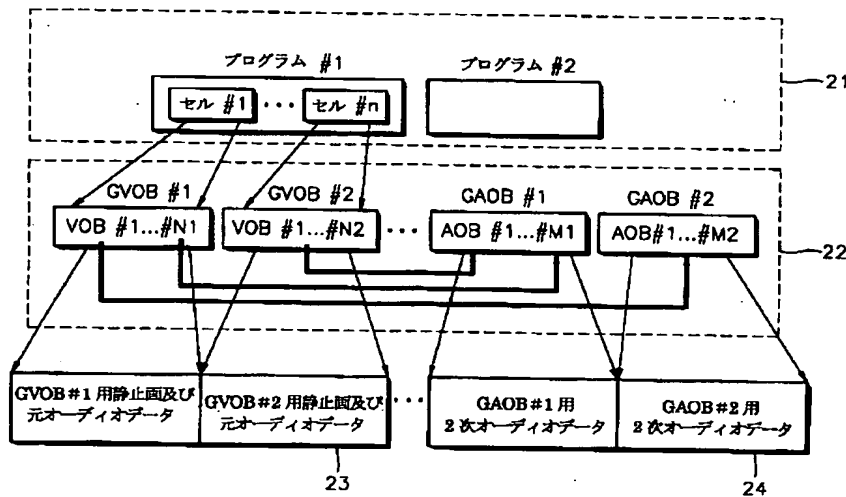 プログラム #1
プログラム #2
21
セル #1 ··· セル #n
GVOB #1
GVOB #2
GAOB #1
GAOB #2
VOB #1...#N1
VOB #1...#N2
···
AOB #1...#M1
AOB#1...#M2
22
GVOB#1用静止画及び
元オーディオデータ
GVOB#2用静止画及び
元オーディオデータ
···
GAOB#1用
2次オーディオデータ
GAOB#2用
2次オーディオデータ
23
24